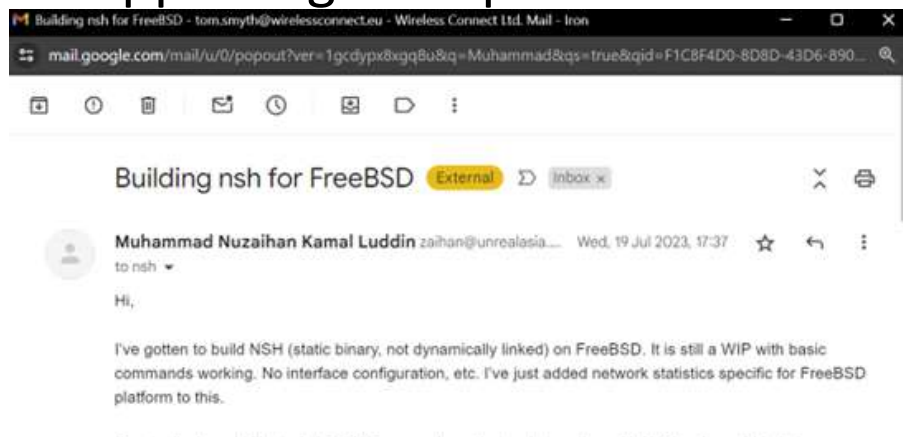 Building nsh for FreeBSD - tom.smyth@wirelessconnect.eu - Wireless Connect Ltd. Mail - Iron
mail.google.com/mail/u/0/popout?ver=1gcdypx8xgq8u&q=Muhammad&qs=true&qid=F1C8F4D0-8D8D-43D6-890...
Building nsh for FreeBSD External Inbox x
Muhammad Nuzaihan Kamal Luddin zaihan@unrealasia.... Wed, 19 Jul 2023, 17:37
to nsh
Hi,
I've gotten to build NSH (static binary, not dynamically linked) on FreeBSD. It is still a WIP with basic
commands working. No interface configuration, etc. I've just added network statistics specific for FreeBSD
platform to this.